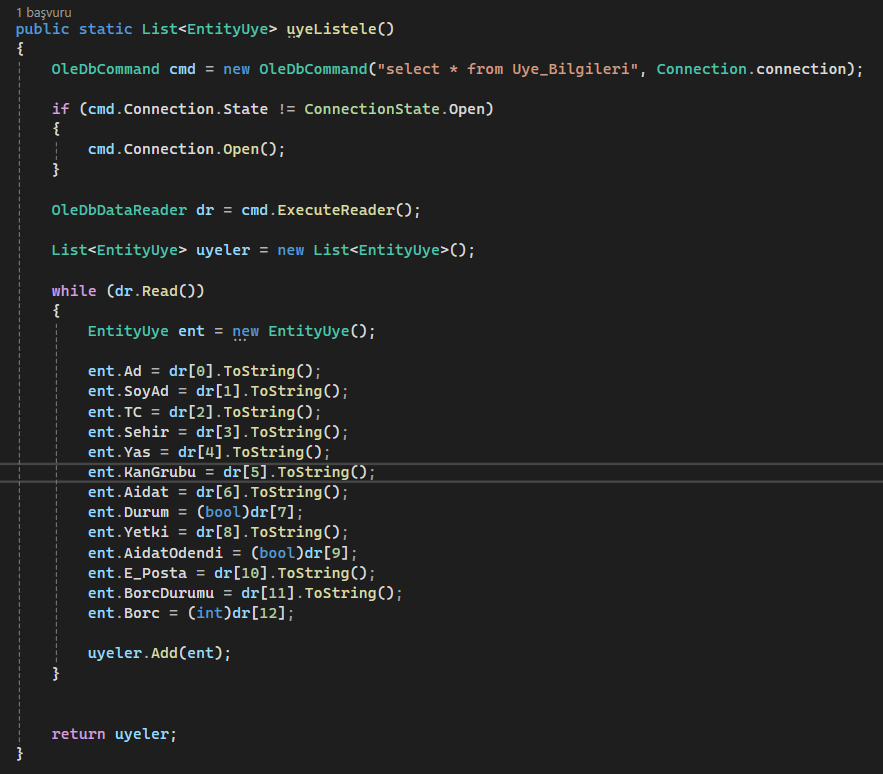 1 başvuru
public static List<EntityUye> uyeListele()
{
OleDbCommand cmd = new OleDbCommand("select * from Uye_Bilgileri", Connection.connection);
if (cmd.Connection.State != ConnectionState.Open)
{
cmd.Connection.Open();
}
OleDbDataReader dr = cmd.ExecuteReader();
List<EntityUye> uyeler = new List<EntityUye>();
while (dr.Read())
{
EntityUye ent = new EntityUye();
ent.Ad = dr[0].ToString();
ent.SoyAd = dr[1].ToString();
ent.TC = dr[2].ToString();
ent.Sehir = dr[3].ToString();
ent.Yas = dr[4].ToString();
ent.KanGrubu = dr[5].ToString();
ent.Aidat = dr[6].ToString();
ent.Durum = (bool)dr[7];
ent.Yetki = dr[8].ToString();
ent.AidatOdendi = (bool)dr[9];
ent.E_Posta = dr[10].ToString();
ent.BorcDurumu = dr[11].ToString();
ent.Borc = (int)dr[12];
uyeler.Add(ent);
}
return uyeler;
}